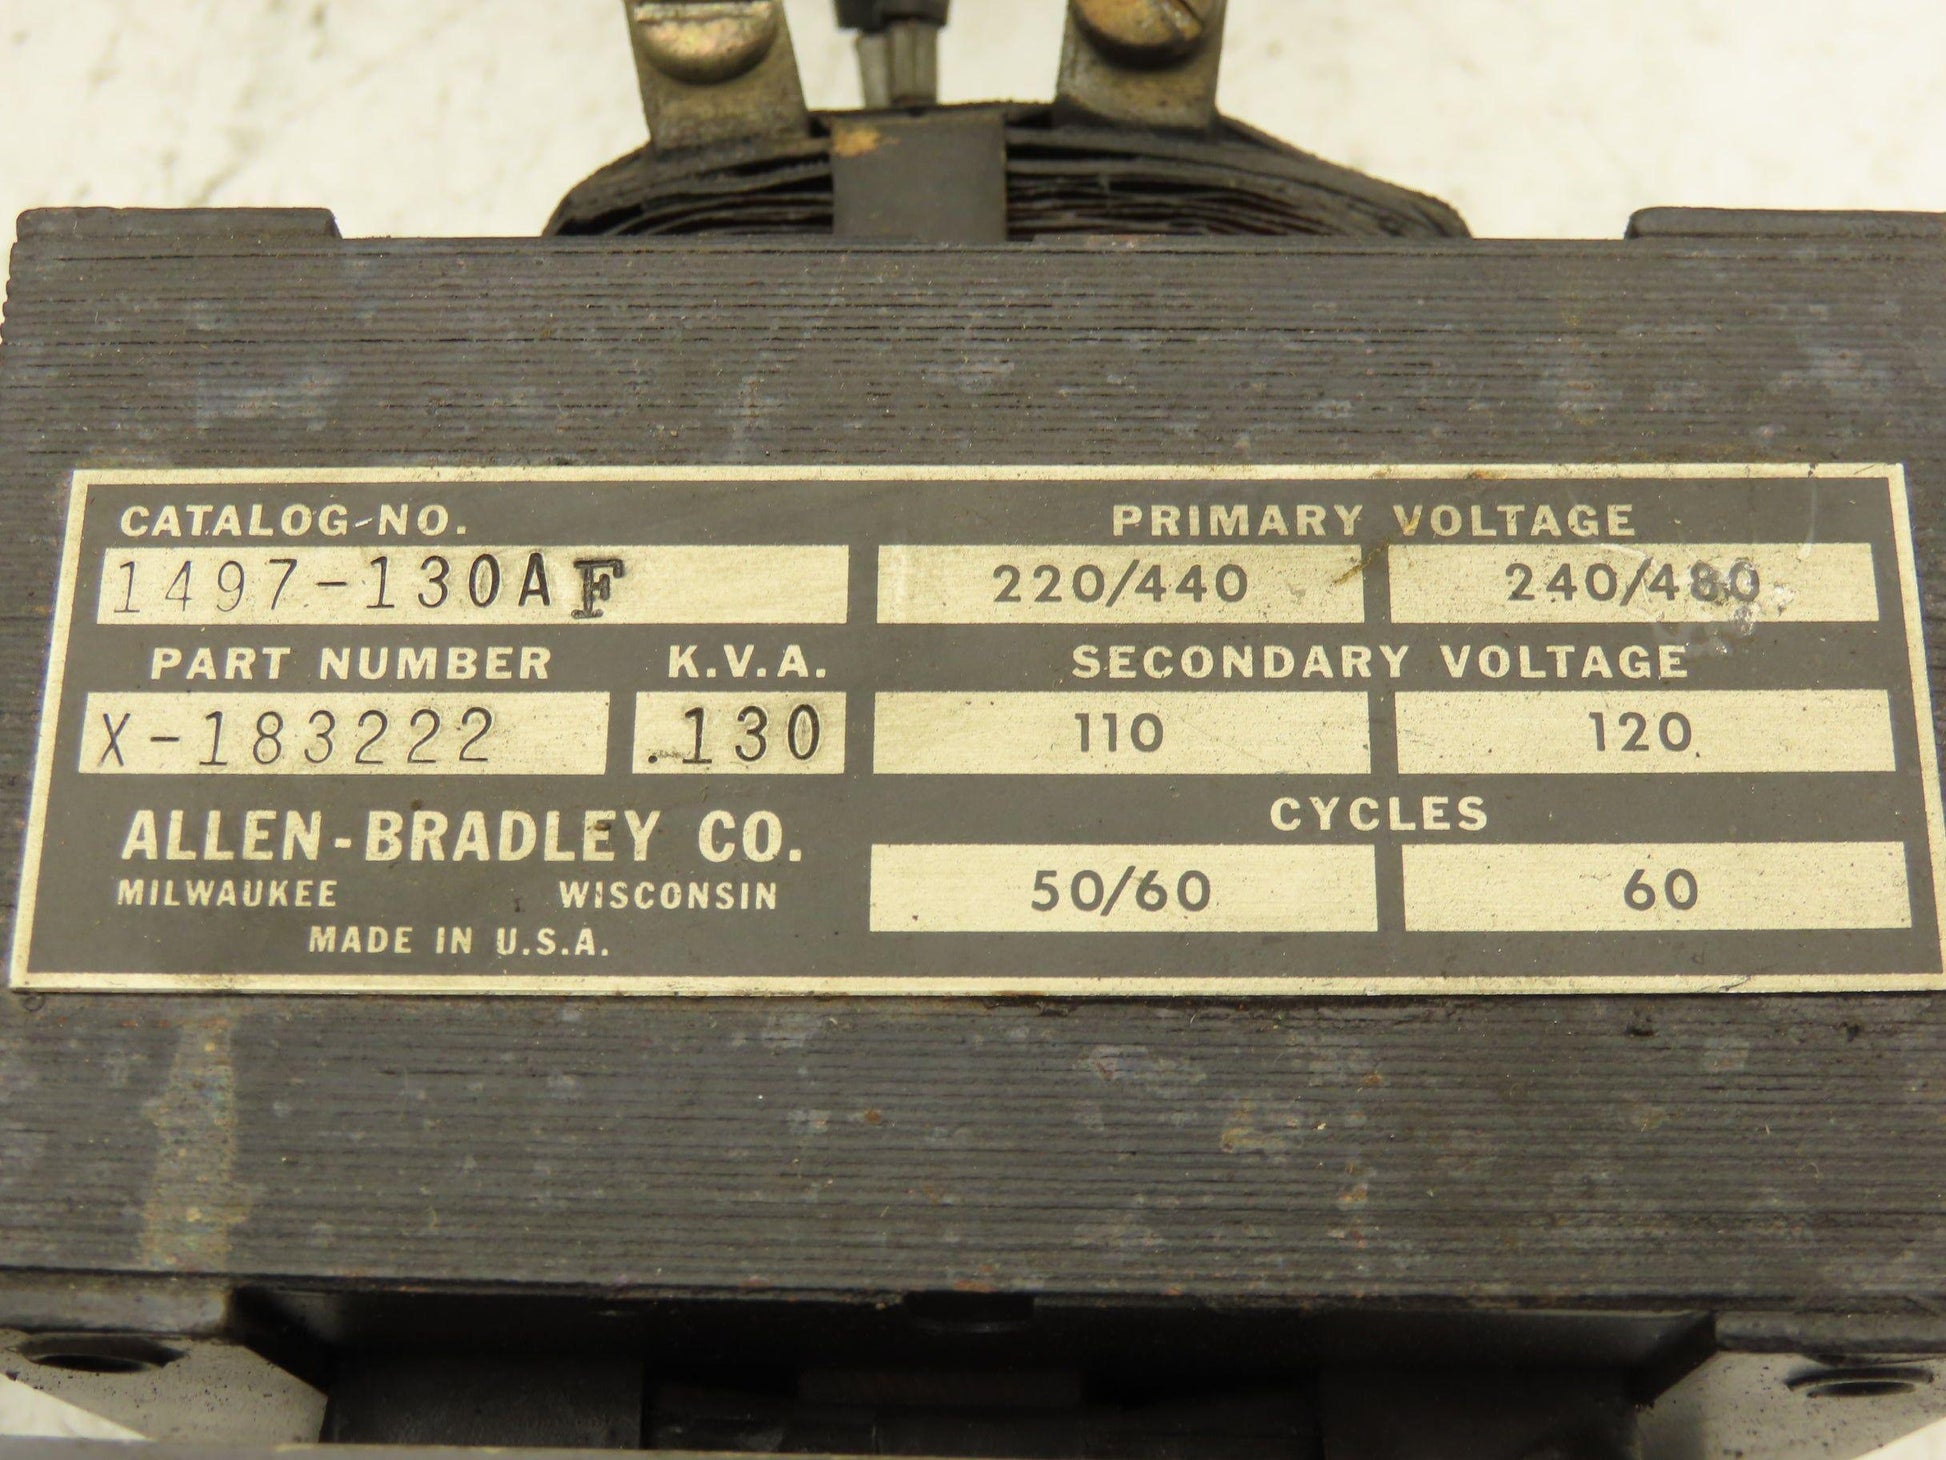 CATALOG-NO.
1497-130AF
PART NUMBER K.V.A.
X-183222 .130
ALLEN-BRADLEY CO.
MILWAUKEE WISCONSIN
MADE IN U.S.A.
PRIMARY VOLTAGE
220/440 240/480
SECONDARY VOLTAGE
110 120
CYCLES
50/60 60